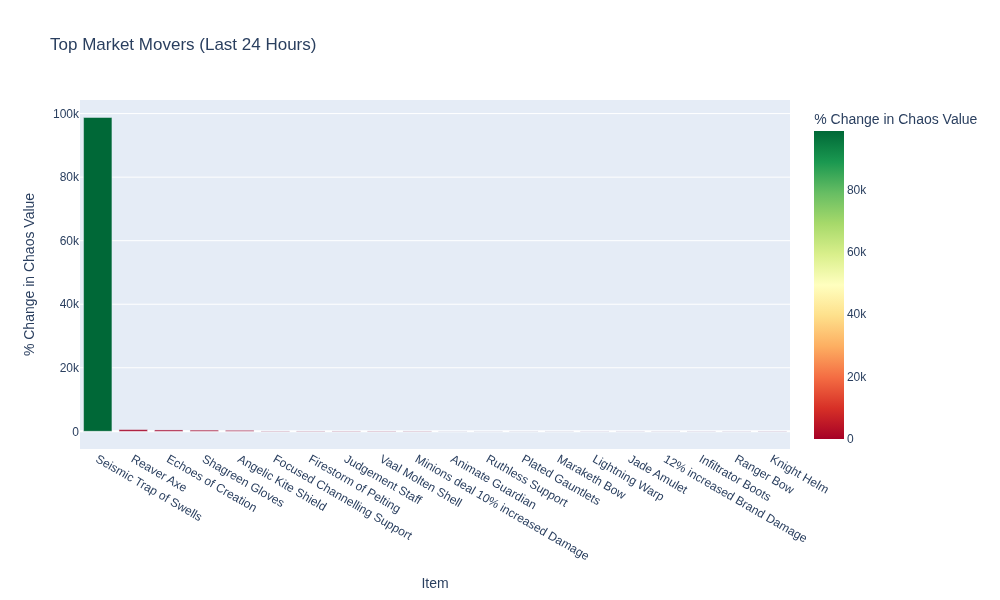 Top Market Movers (Last 24 Hours)
% Change in Chaos Value
100k
80k
60k
40k
20k
0
Seismic Trap of Swells
Reaver Axe
Echoes of Creation
Shagreen Gloves
Angelic Kite Shield
Focused Channelling Support
Firestorm of Pelting
Judgement Staff
Vaal Molten Shell
Minions deal 10% increased Damage
Animate Guardian
Ruthless Support
Plated Gauntlets
Maraketh Bow
Lightning Warp
Jade Amulet
12% increased Brand Damage
Infiltrator Boots
Ranger Bow
Knight Helm
Item
% Change in Chaos Value
80k
60k
40k
20k
0